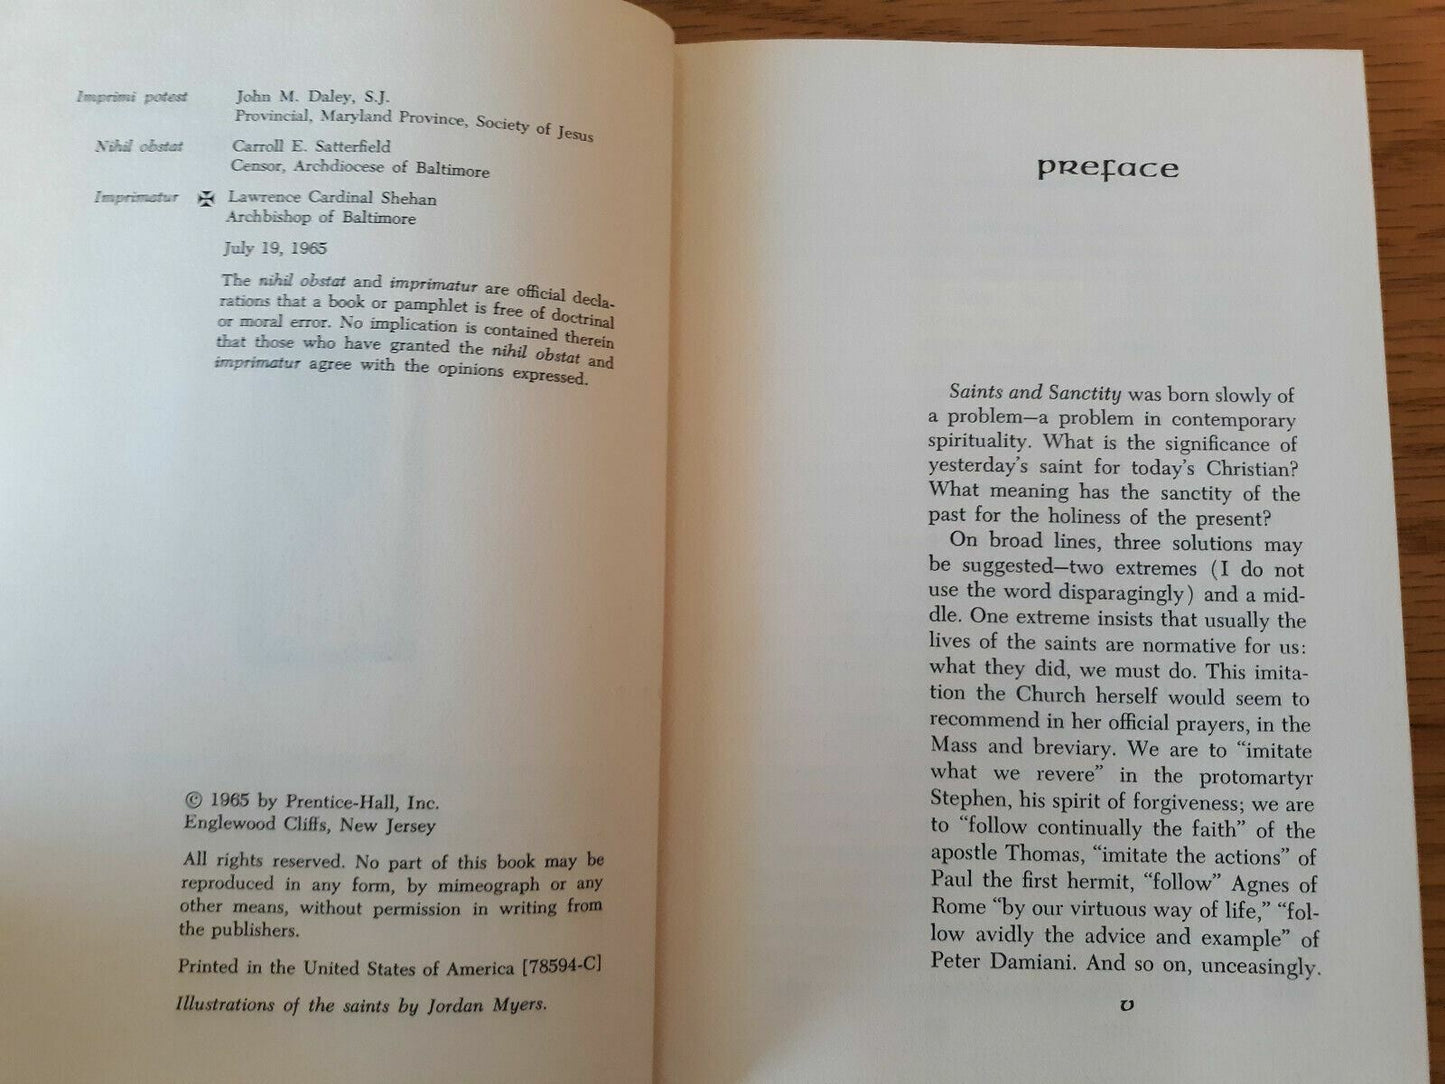 Imprimi potest John M. Daley, S.J.
Provincial, Maryland Province, Society of Jesus
Nihil obstat Carroll E. Satterfield
Censor, Archdiocese of Baltimore
Imprimatur ✠ Lawrence Cardinal Shehan
Archbishop of Baltimore
July 19, 1965
The nihil obstat and imprimatur are official decla-
rations that a book or pamphlet is free of doctrinal
or moral error. No implication is contained therein
that those who have granted the nihil obstat and
imprimatur agree with the opinions expressed.
© 1965 by Prentice-Hall, Inc.
Englewood Cliffs, New Jersey
All rights reserved. No part of this book may be
reproduced in any form, by mimeograph or any
other means, without permission in writing from
the publishers.
Printed in the United States of America [78594-C]
Illustrations of the saints by Jordan Myers.
preface
Saints and Sanctity was born slowly of
a problem—a problem in contemporary
spirituality. What is the significance of
yesterday's saint for today's Christian?
What meaning has the sanctity of the
past for the holiness of the present?
On broad lines, three solutions may
be suggested—two extremes (I do not
use the word disparagingly) and a mid-
dle. One extreme insists that usually the
lives of the saints are normative for us:
what they did, we must do. This imita-
tion the Church herself would seem to
recommend in her official prayers, in the
Mass and breviary. We are to “imitate
what we revere” in the protomartyr
Stephen, his spirit of forgiveness; we are
to “follow continually the faith” of the
apostle Thomas, “imitate the actions” of
Paul the first hermit, “follow” Agnes of
Rome “by our virtuous way of life,” “fol-
low avidly the advice and example” of
Peter Damiani. And so on, unceasingly.
v